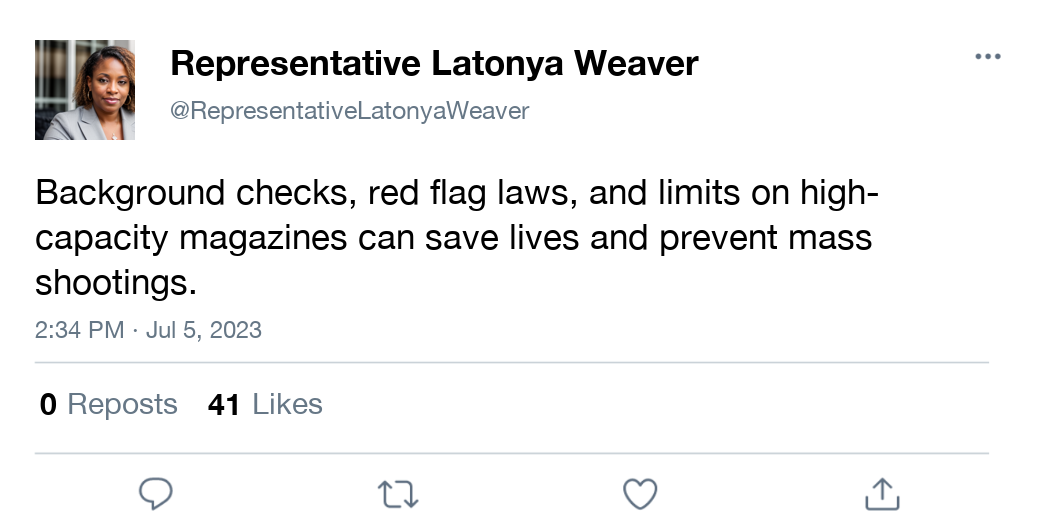 Representative Latonya Weaver
@RepresentativeLatonyaWeaver
Background checks, red flag laws, and limits on high-
capacity magazines can save lives and prevent mass
shootings.
2:34 PM · Jul 5, 2023
0 Reposts 41 Likes